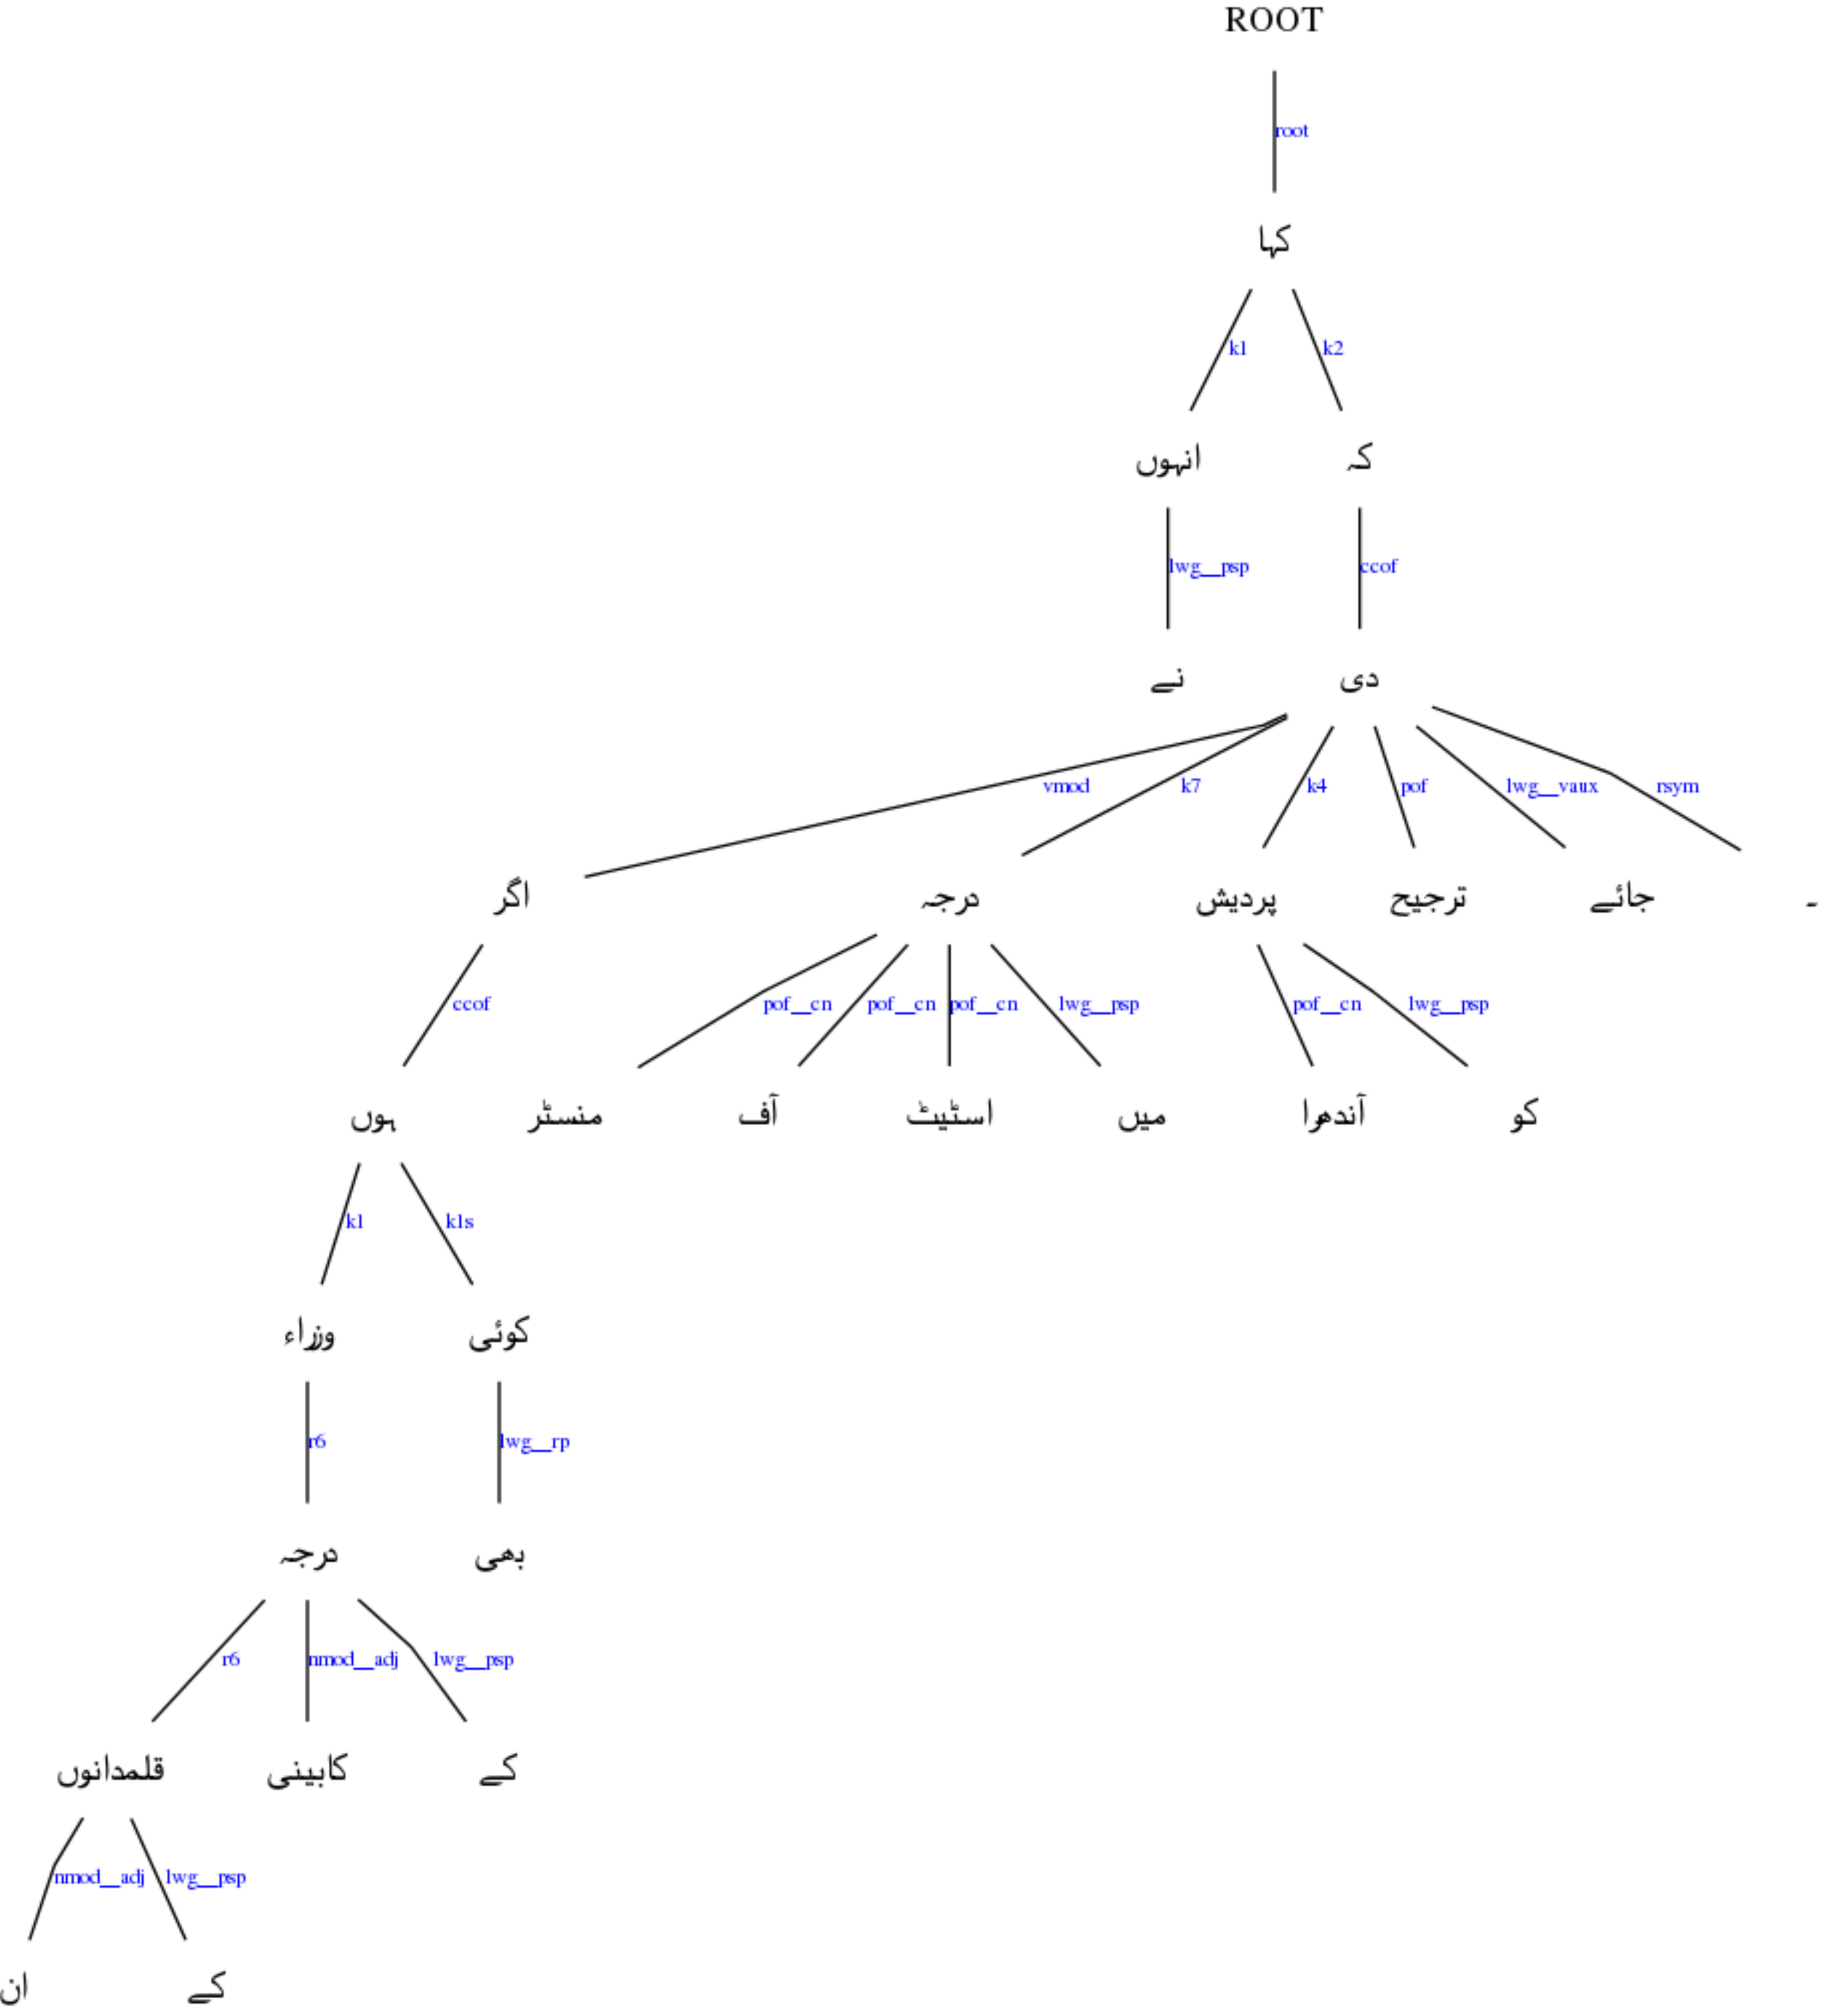 ROOT
root
کہا
k1 k2
انہوں کہ
lwg__psp ccof
نے دی
vmod k7 k4 pof lwg__vaux rsym
اگر درجہ پردیش ترجیح جائے ۔
ccof pof__cn pof__cn pof__cn lwg__psp pof__cn lwg__psp
ہوں منسٹر آف اسٹیٹ میں آندھرا کو
k1 k1s
وزراء کوئی
r6 lwg__rp
درجہ بھی
r6 nmod__adj lwg__psp
قلمدانوں کابینی کے
nmod__adj lwg__psp
ان کے